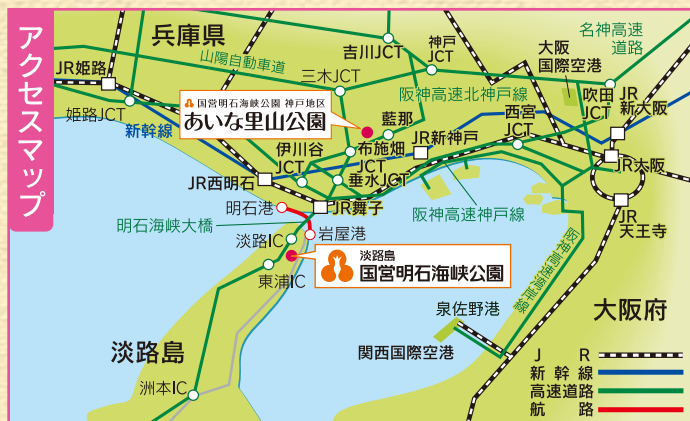 アクセスマップ
兵庫県
山陽自動車道
吉川JCT
神戸
JCT
大阪
国際空港
名神高速
道路
JR姫路
三木JCT
阪神高速北神戸線
吹田
JCT
JR
新大阪
姫路JCT
新幹線
国営明石海峡公園 神戸地区
あいな里山公園
藍那
西宮
JCT
伊川谷
JCT
布施畑
JCT
JR新神戸
JR大阪
JR西明石
垂水JCT
明石港
JR舞子
阪神高速神戸線
JR
天王寺
明石海峡大橋
淡路IC
岩屋港
阪神高速湾岸線
淡路島
国営明石海峡公園
東浦IC
泉佐野港
大阪府
淡路島
関西国際空港
洲本IC
JR
新幹線
高速道路
航路